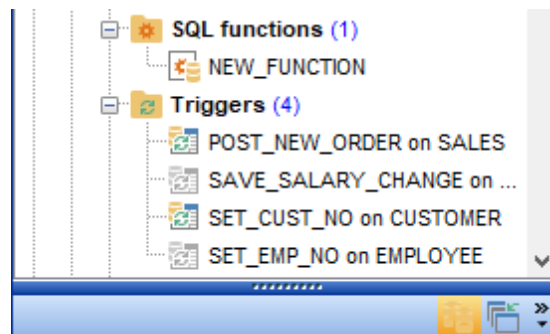 SQL functions (1)
NEW_FUNCTION
Triggers (4)
POST_NEW_ORDER on SALES
SAVE_SALARY_CHANGE on ...
SET_CUST_NO on CUSTOMER
SET_EMP_NO on EMPLOYEE